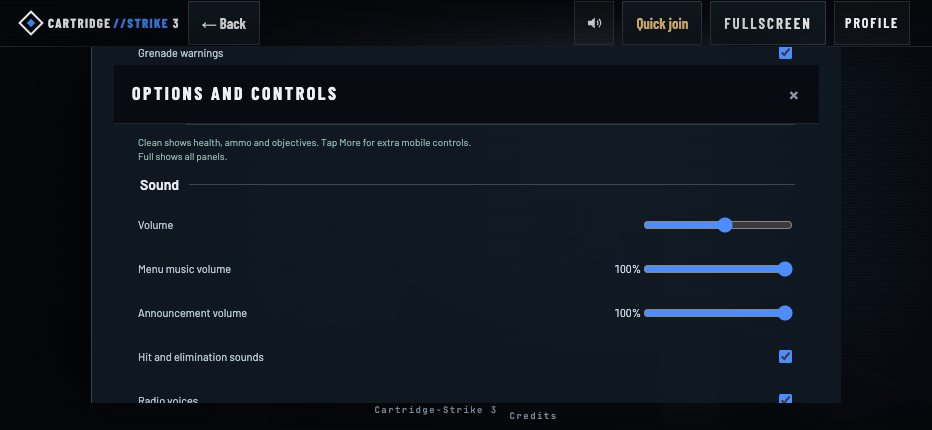 CARTRIDGE//STRIKE 3
← Back
Quick join
FULLSCREEN
PROFILE
Grenade warnings
OPTIONS AND CONTROLS
×
Clean shows health, ammo and objectives. Tap More for extra mobile controls.
Full shows all panels.
Sound
Volume
Menu music volume 100%
Announcement volume 100%
Hit and elimination sounds
Radio voices
Cartridge-Strike 3
Credits